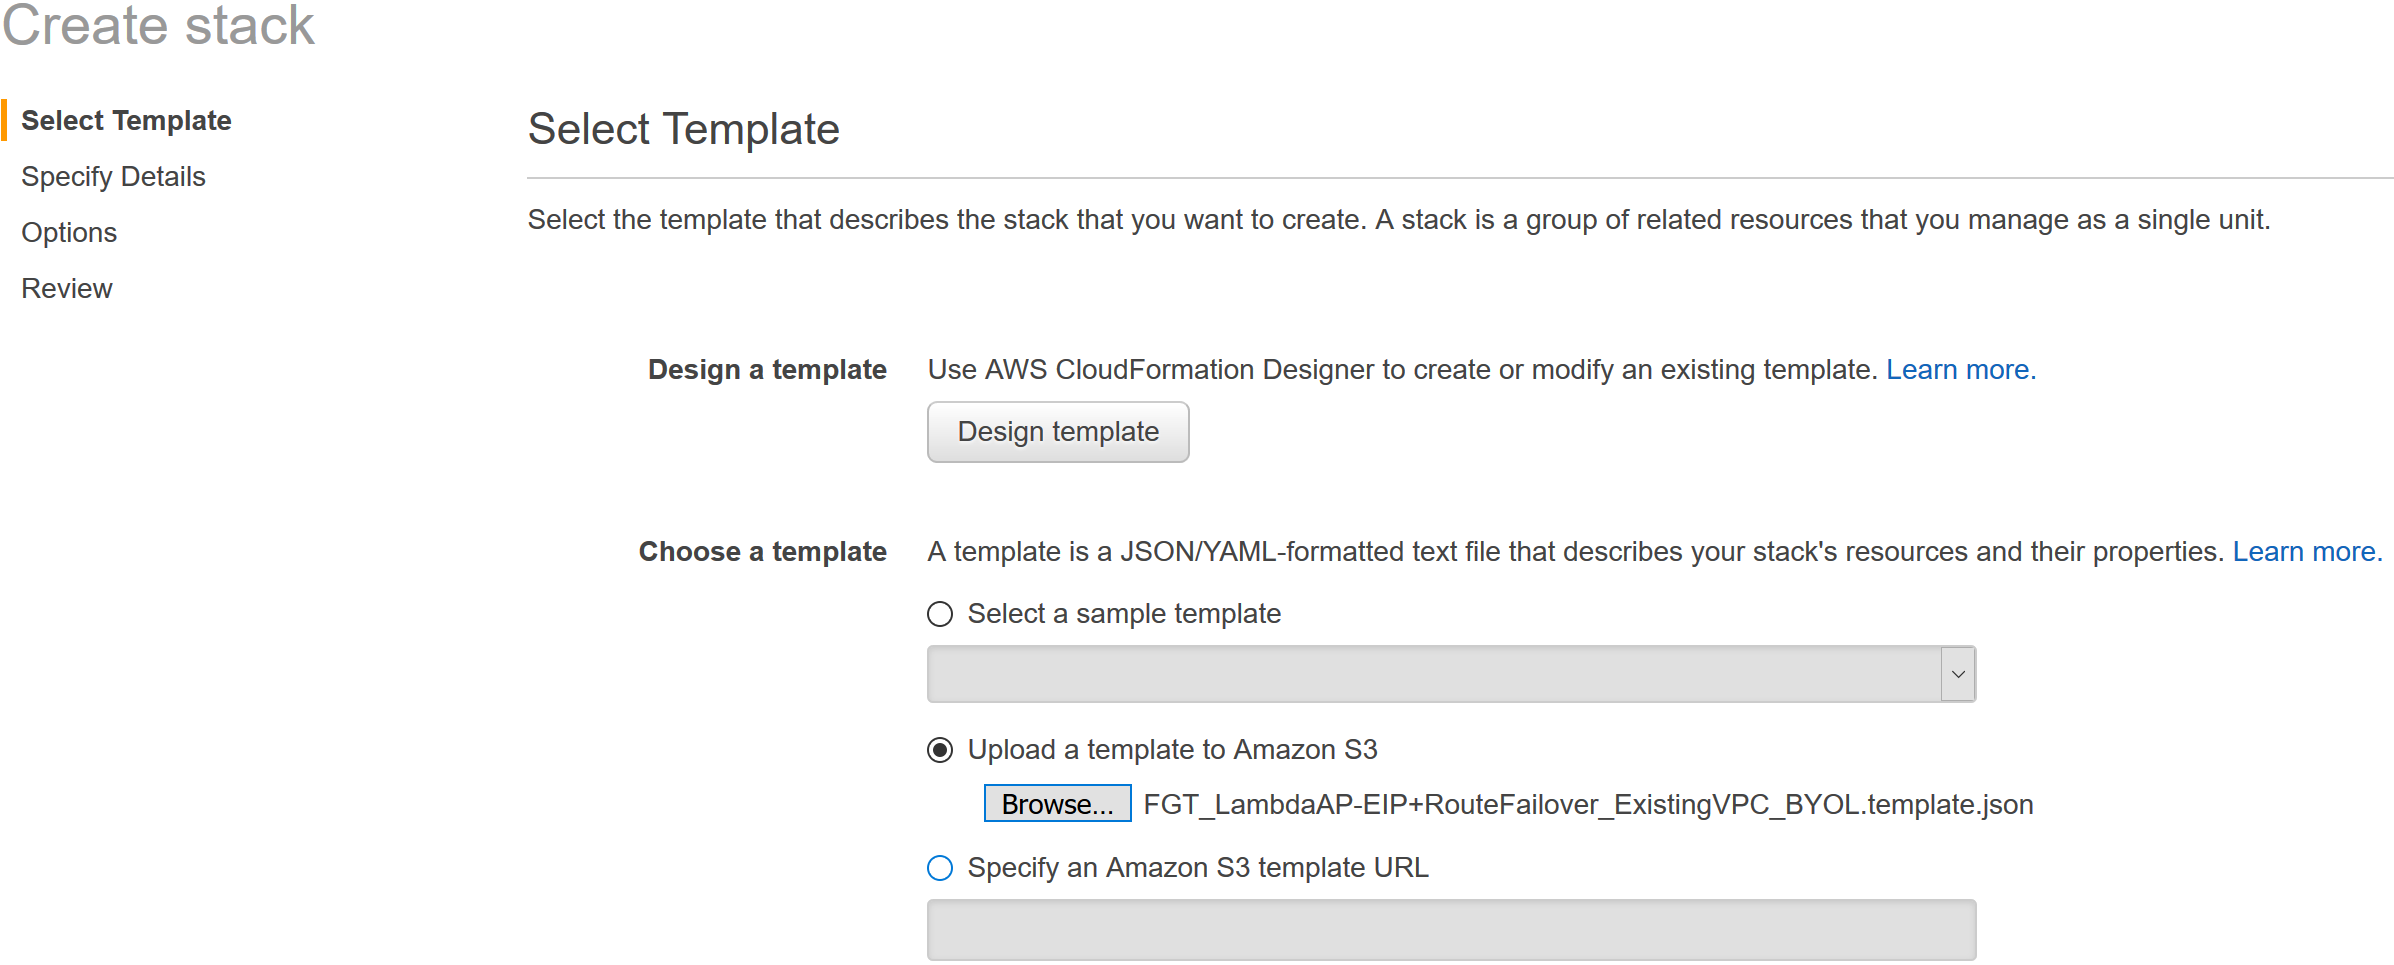 Create stack
Select Template
Specify Details
Options
Review
Select Template
Select the template that describes the stack that you want to create. A stack is a group of related resources that you manage as a single unit.
Design a template
Use AWS CloudFormation Designer to create or modify an existing template. Learn more.
Design template
Choose a template
A template is a JSON/YAML-formatted text file that describes your stack's resources and their properties. Learn more.
Select a sample template
Upload a template to Amazon S3
Browse... FGT_LambdaAP-EIP+RouteFailover_ExistingVPC_BYOL.template.json
Specify an Amazon S3 template URL